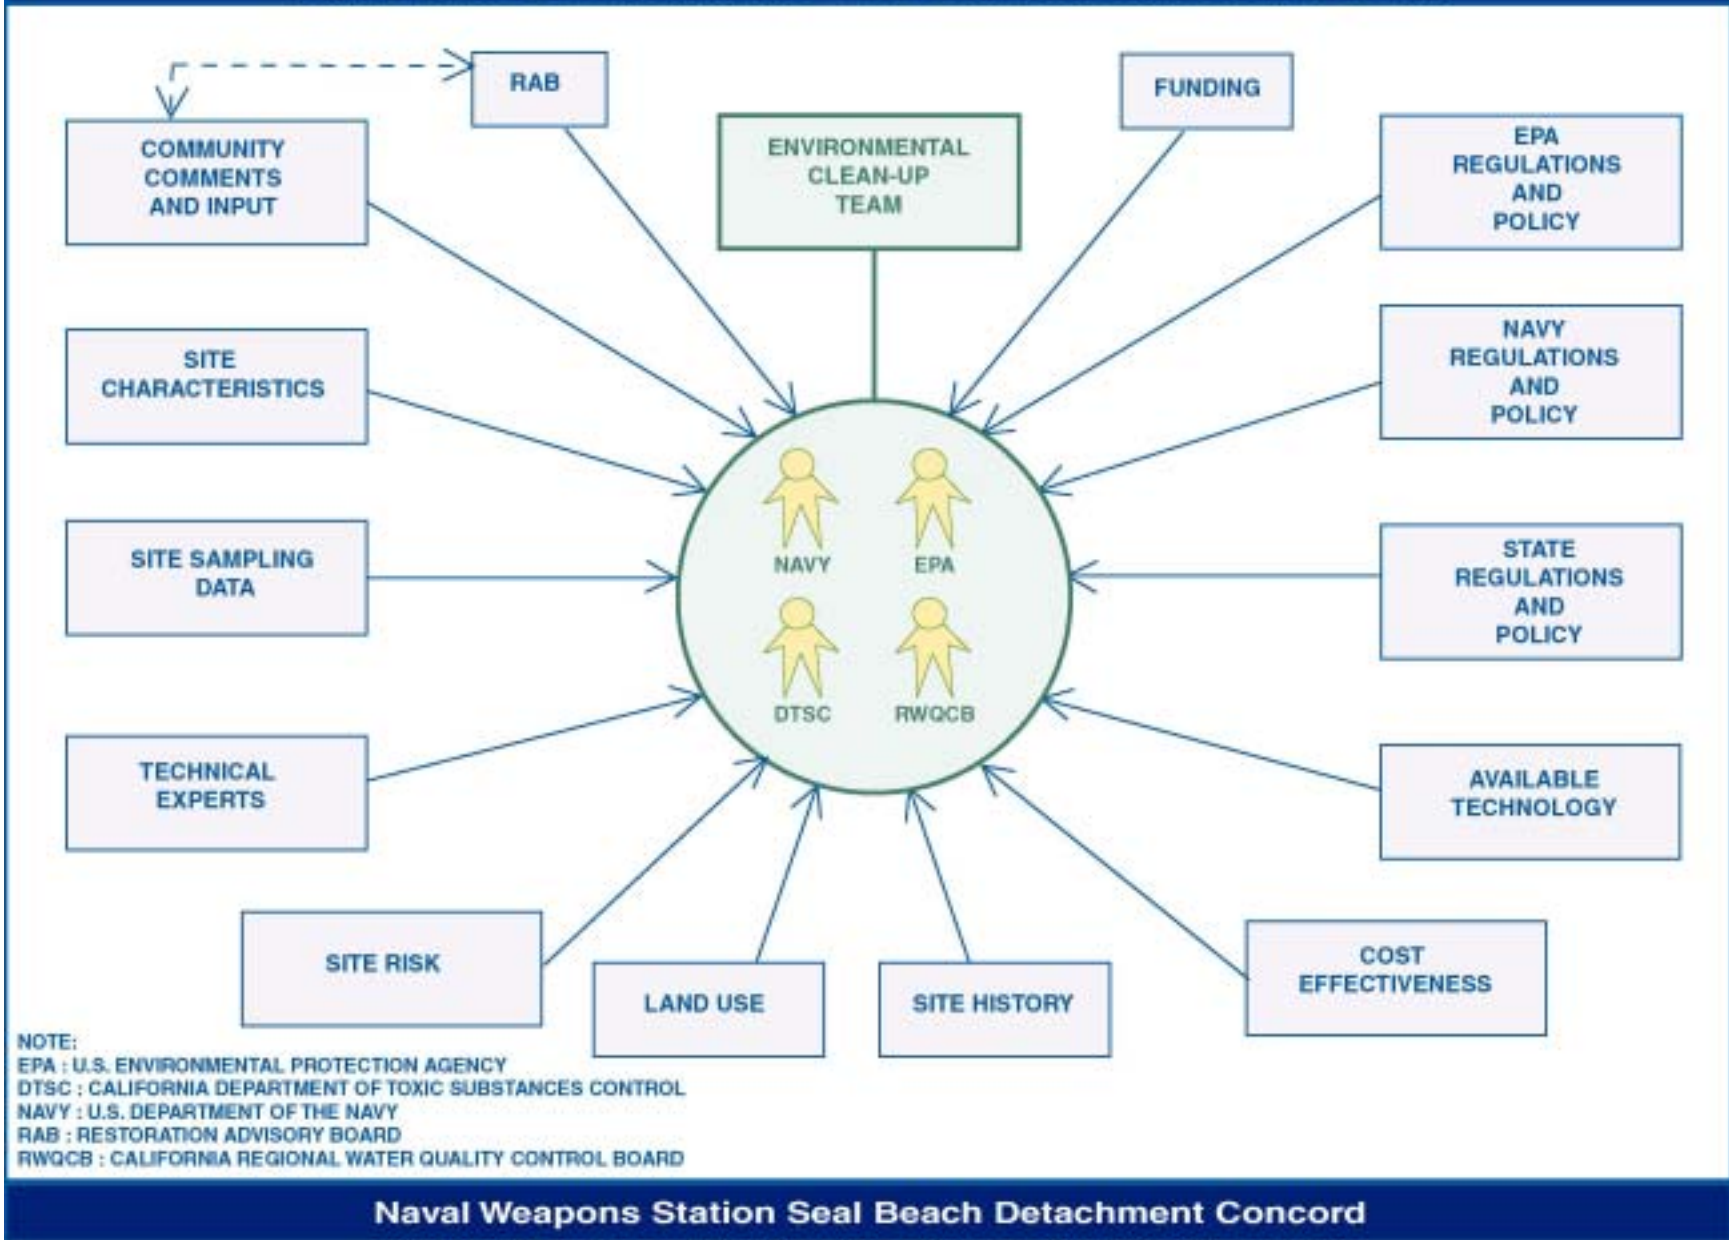 RAB
FUNDING
COMMUNITY
COMMENTS
AND INPUT
ENVIRONMENTAL
CLEAN-UP
TEAM
EPA
REGULATIONS
AND
POLICY
SITE
CHARACTERISTICS
NAVY
REGULATIONS
AND
POLICY
SITE SAMPLING
DATA
NAVY
EPA
DTSC
RWQCB
STATE
REGULATIONS
AND
POLICY
TECHNICAL
EXPERTS
AVAILABLE
TECHNOLOGY
SITE RISK
LAND USE
SITE HISTORY
COST
EFFECTIVENESS
NOTE:
EPA : U.S. ENVIRONMENTAL PROTECTION AGENCY
DTSC : CALIFORNIA DEPARTMENT OF TOXIC SUBSTANCES CONTROL
NAVY : U.S. DEPARTMENT OF THE NAVY
RAB : RESTORATION ADVISORY BOARD
RWQCB : CALIFORNIA REGIONAL WATER QUALITY CONTROL BOARD
Naval Weapons Station Seal Beach Detachment Concord